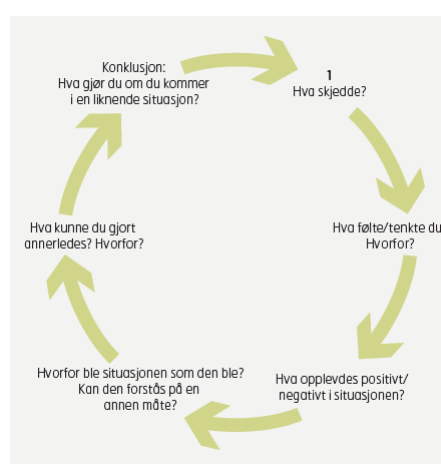 1
Hva skjedde?
Hva følte/tenkte du
Hvorfor?
Hva opplevdes positivt/
negativt i situasjonen?
Hvorfor ble situasjonen som den ble?
Kan den forstås på en
annen måte?
Hva kunne du gjort
annerledes? Hvorfor?
Konklusjon:
Hva gjør du om du kommer
i en liknende situasjon?